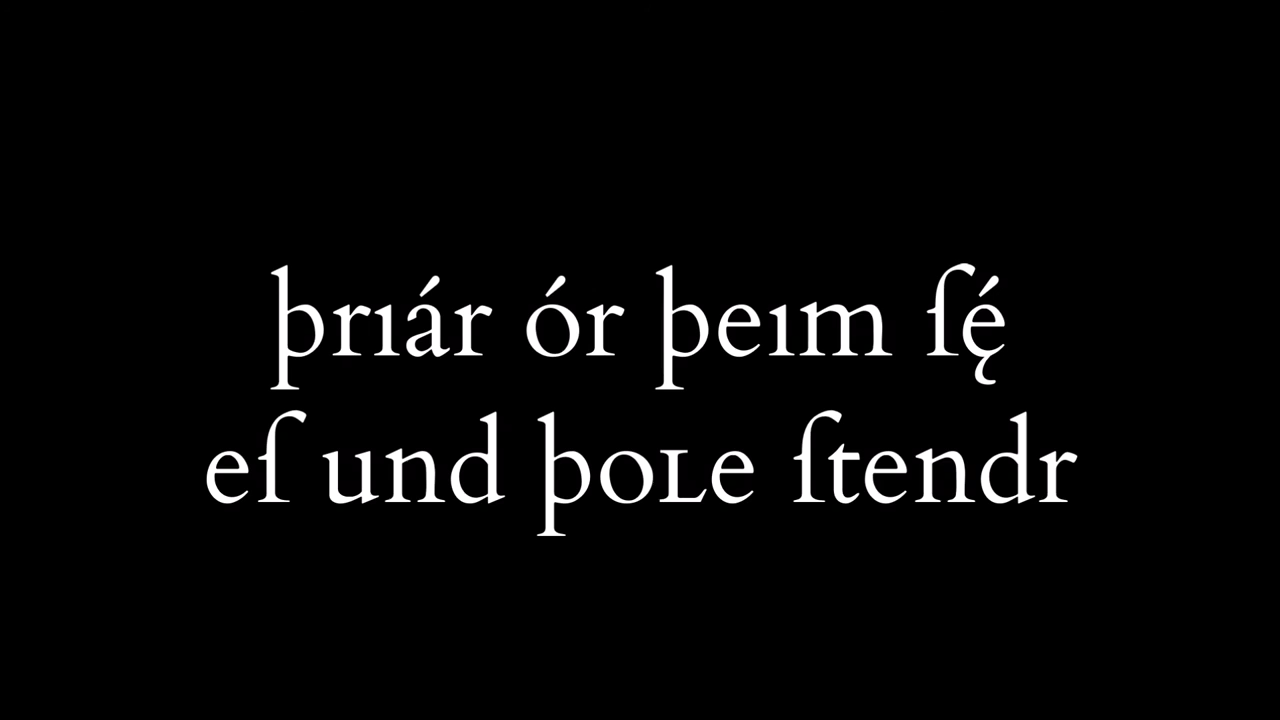 þrıár ór þeım ſę́
eſ und þoʟe ſtendr